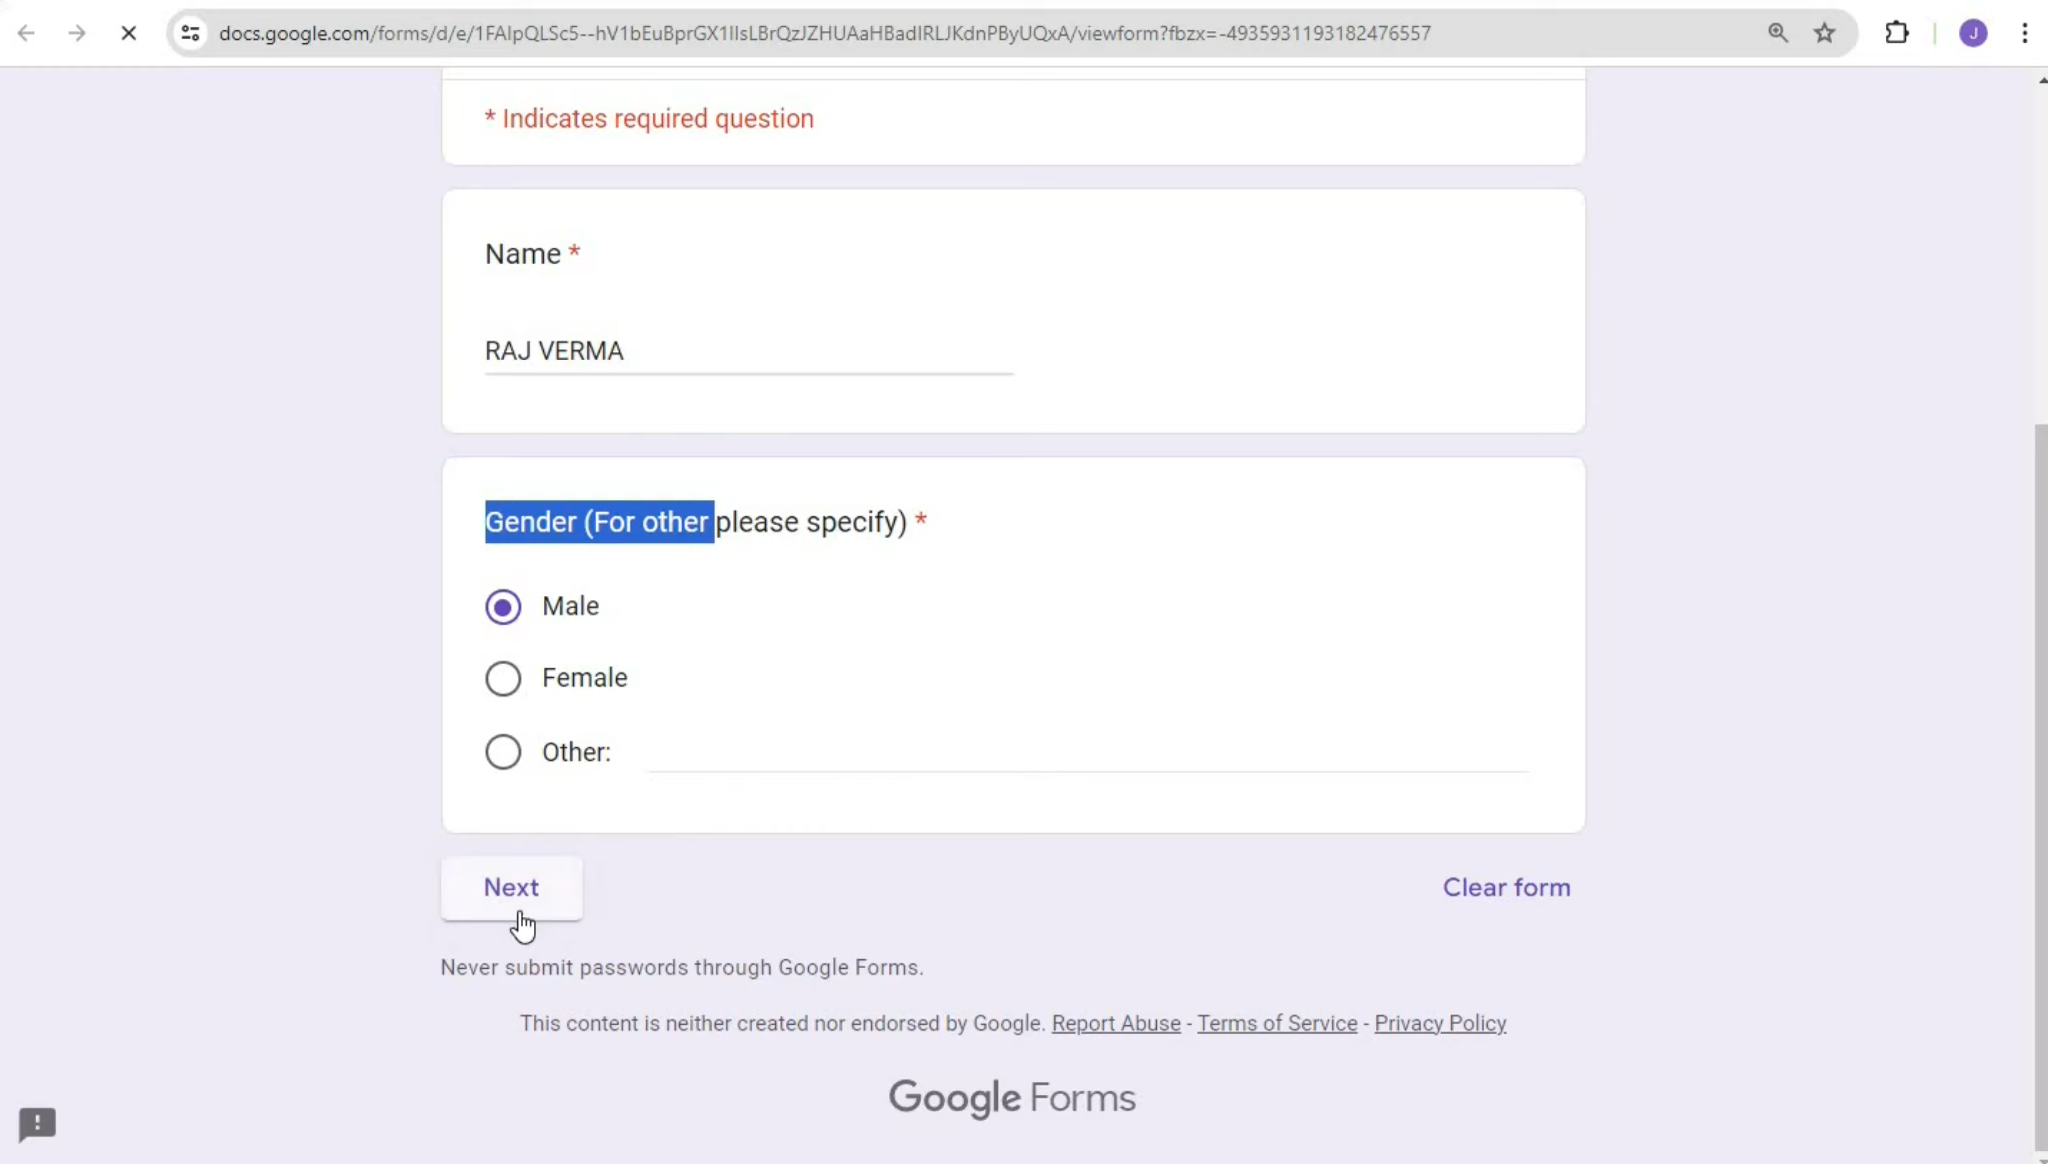 docs.google.com/forms/d/e/1FAIpQLSc5--hV1bEuBprGX1IlsLBrQzJZHUAaHBadIRLJKdnPByUQxA/viewform?fbzx=-4935931193182476557
J
* Indicates required question
Name *
RAJ VERMA
Gender (For other please specify) *
Male
Female
Other:
Next
Clear form
Never submit passwords through Google Forms.
This content is neither created nor endorsed by Google. Report Abuse - Terms of Service - Privacy Policy
Google Forms